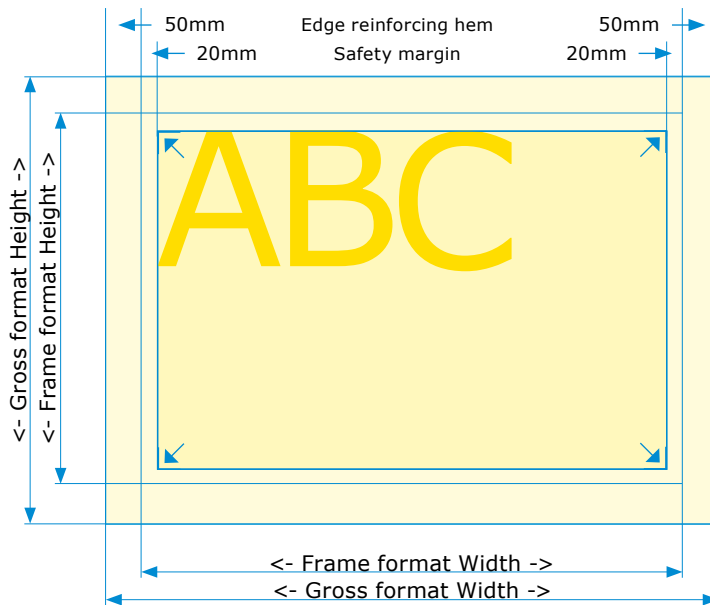 50mm Edge reinforcing hem 50mm
20mm Safety margin 20mm
ABC
<- Gross format Height ->
<- Frame format Height ->
<- Frame format Width ->
<- Gross format Width ->